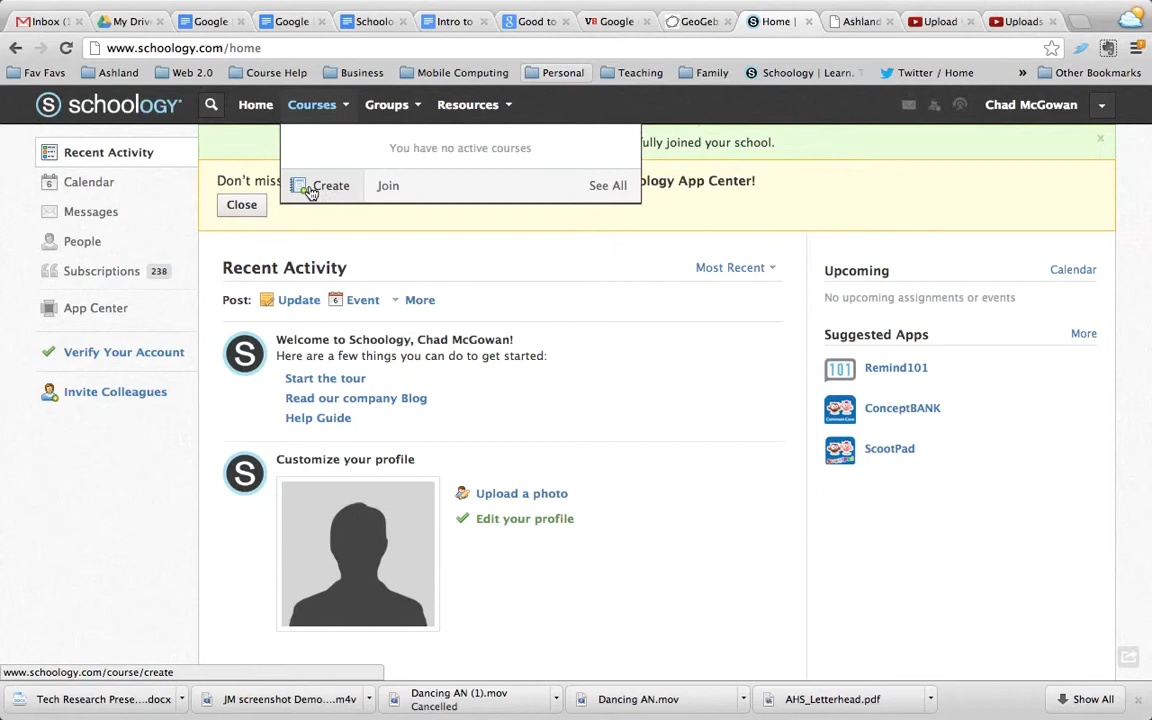 Inbox (
My Drive
Google
Google
Schoolo
Intro to
Good to
Google
GeoGeb
Home |
Ashland
Upload
Uploads
www.schoology.com/home
Fav Favs
Ashland
Web 2.0
Course Help
Business
Mobile Computing
Personal
Teaching
Family
Schoology | Learn. T
Twitter / Home
»
Other Bookmarks
S schoology
Home
Courses
Groups
Resources
Chad McGowan
You have no active courses
fully joined your school.
x
Create
Join
See All
Don't miss
ology App Center!
Close
Recent Activity
6 Calendar
Messages
People
Subscriptions 238
App Center
Verify Your Account
Invite Colleagues
Recent Activity
Most Recent
Post: Update 6 Event More
S
Welcome to Schoology, Chad McGowan!
Here are a few things you can do to get started:
Start the tour
Read our company Blog
Help Guide
S
Customize your profile
Upload a photo
Edit your profile
Upcoming
Calendar
No upcoming assignments or events
Suggested Apps
More
101 Remind101
ConceptBANK
ScootPad
www.schoology.com/course/create
Tech Research Prese....docx
JM screenshot Demo....m4v
Dancing AN (1).mov
Cancelled
Dancing AN.mov
AHS_Letterhead.pdf
Show All